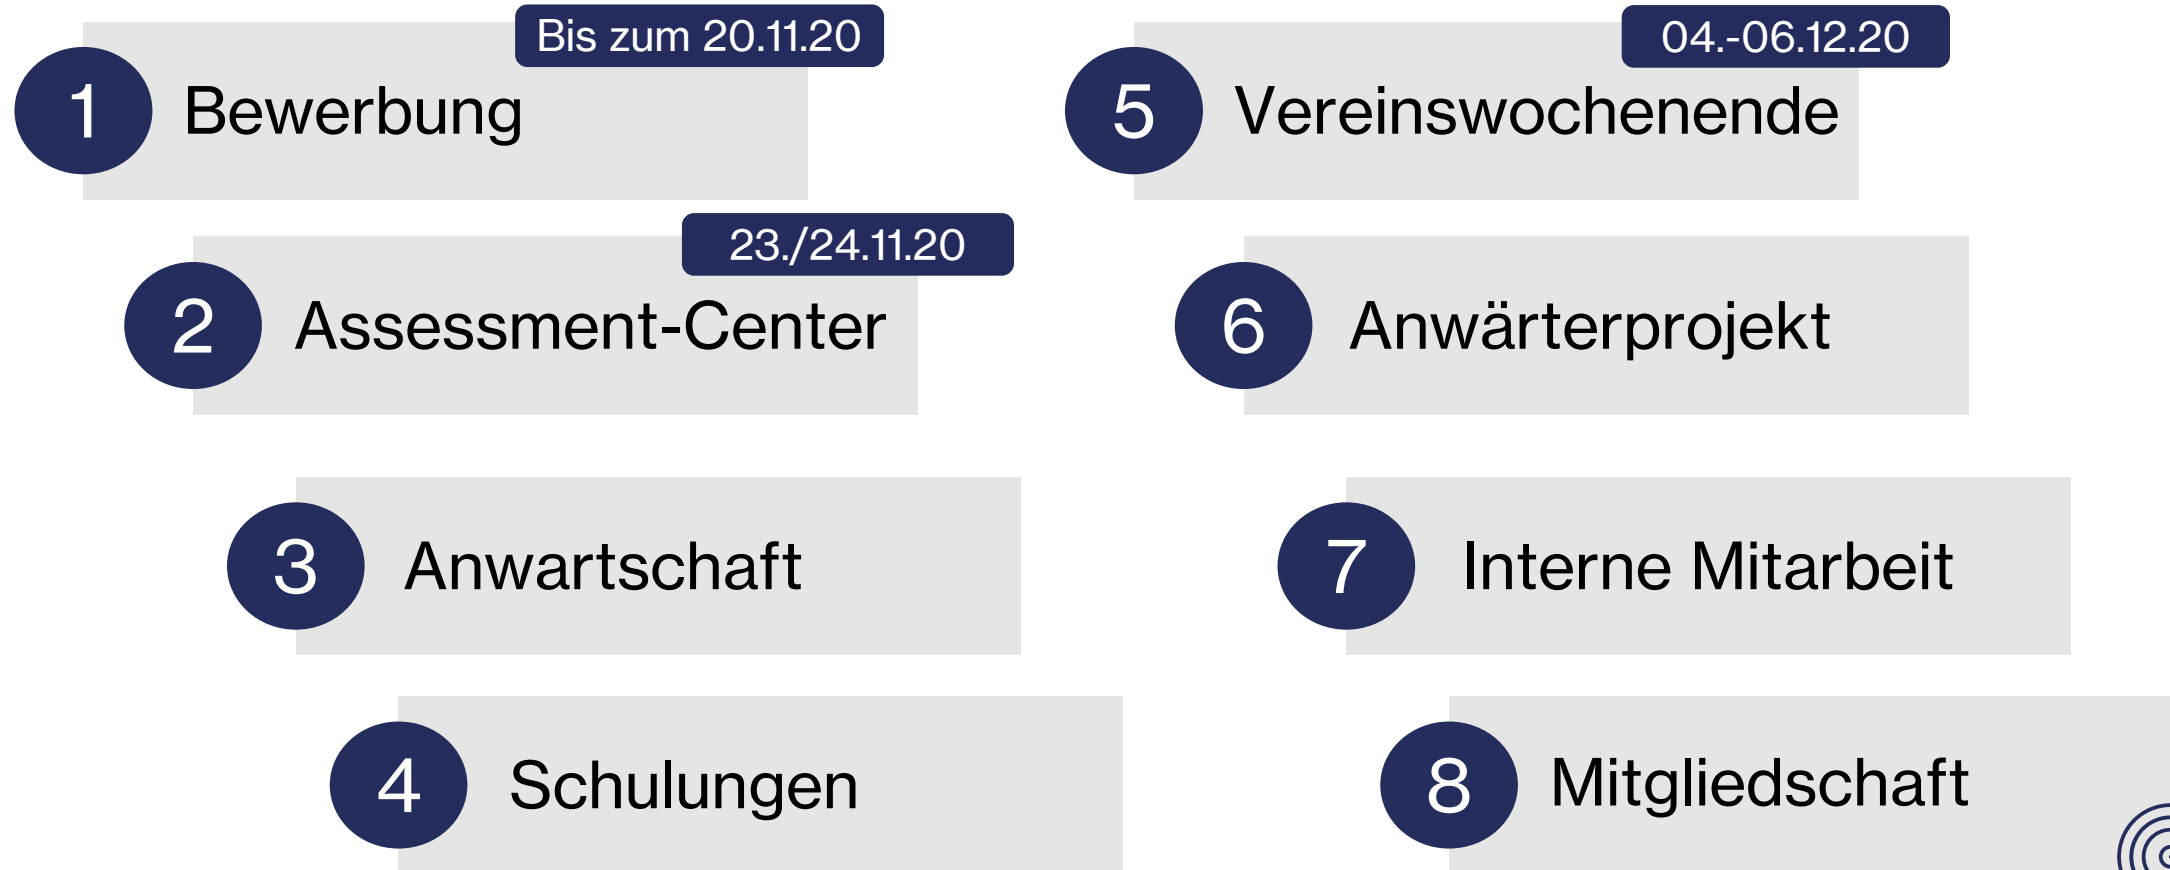 Bis zum 20.11.20
1 Bewerbung
23./24.11.20
2 Assessment-Center
3 Anwartschaft
4 Schulungen
04.-06.12.20
5 Vereinswochenende
6 Anwärterprojekt
7 Interne Mitarbeit
8 Mitgliedschaft